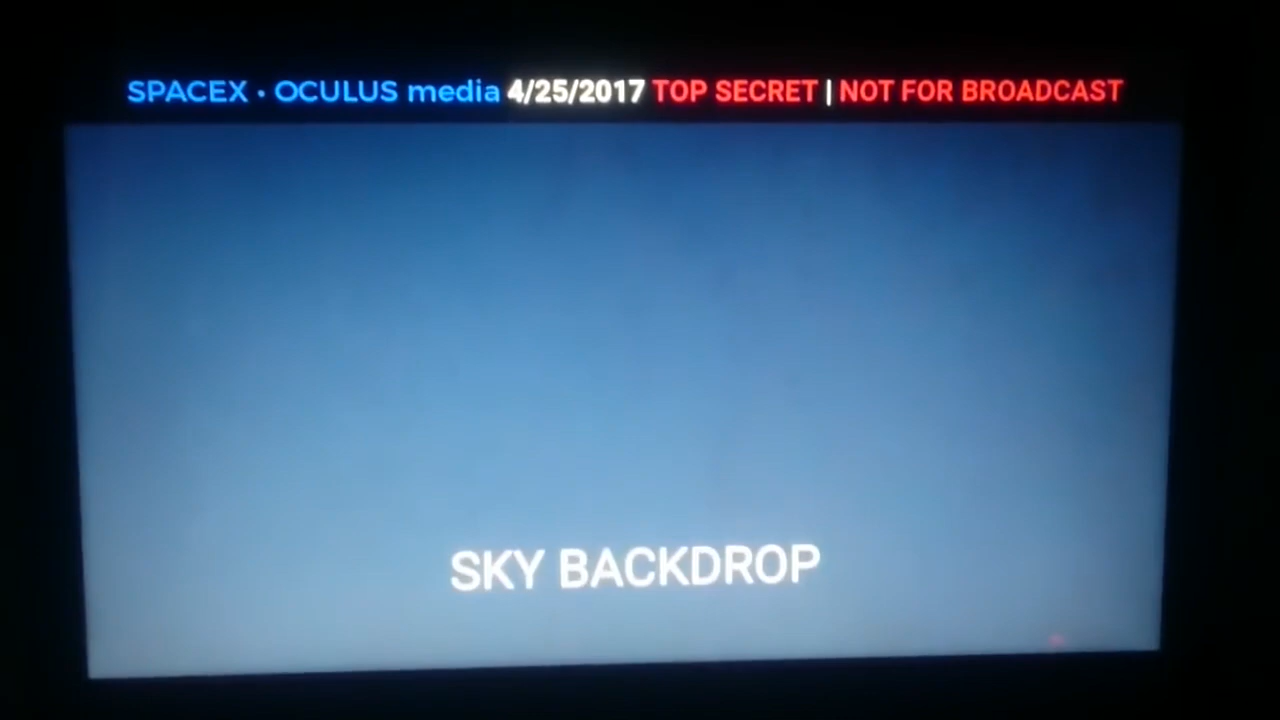 SPACEX • OCULUS media 4/25/2017 TOP SECRET | NOT FOR BROADCAST
SKY BACKDROP